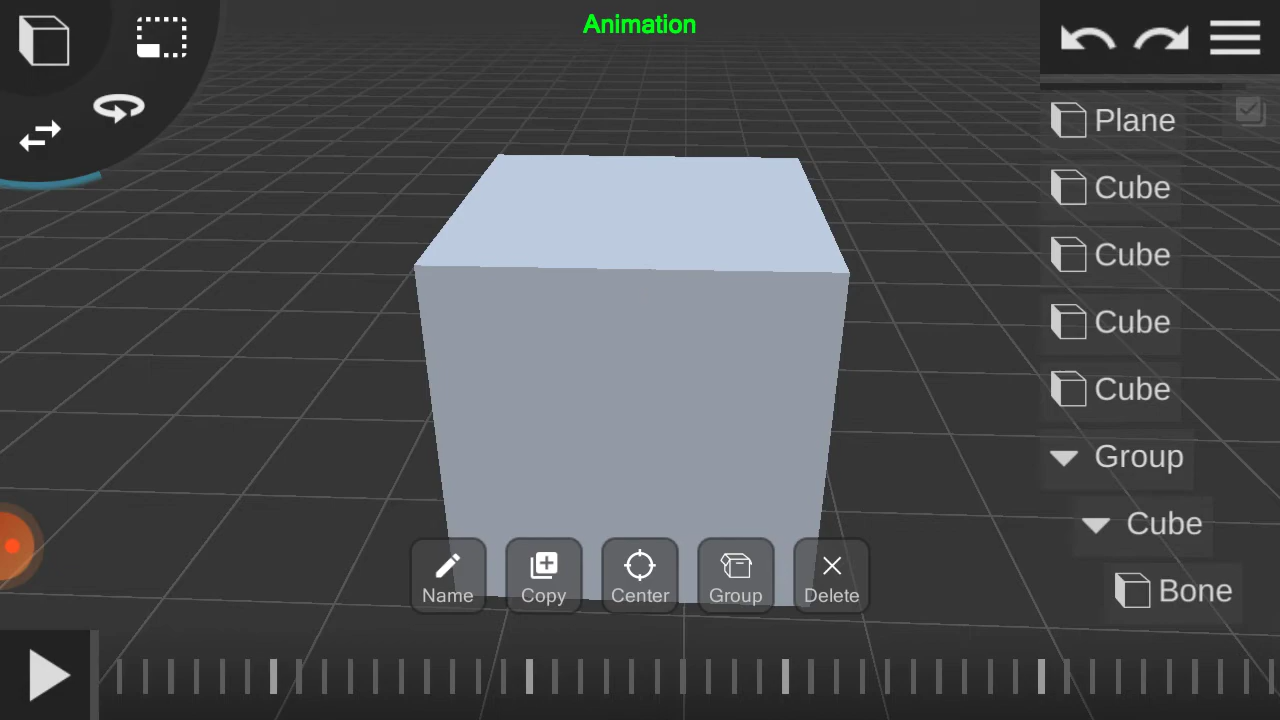 Animation
Plane
Cube
Cube
Cube
Cube
Group
Cube
Bone
Name
Copy
Center
Group
Delete